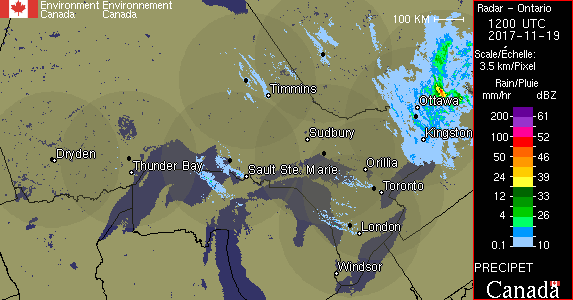 Environment Environnement
Canada Canada
100 KM
Timmins
Ottawa
Sudbury
Kingston
Dryden
Thunder Bay
Sault Ste. Marie
Orillia
Toronto
London
Windsor
Radar - Ontario
1200 UTC
2017-11-19
Scale/Échelle:
3.5 km/Pixel
Rain/Pluie
mm/hr dBZ
200 61
100 52
50 46
24 39
12 33
4 26
0.1 10
PRECIPET
Canada